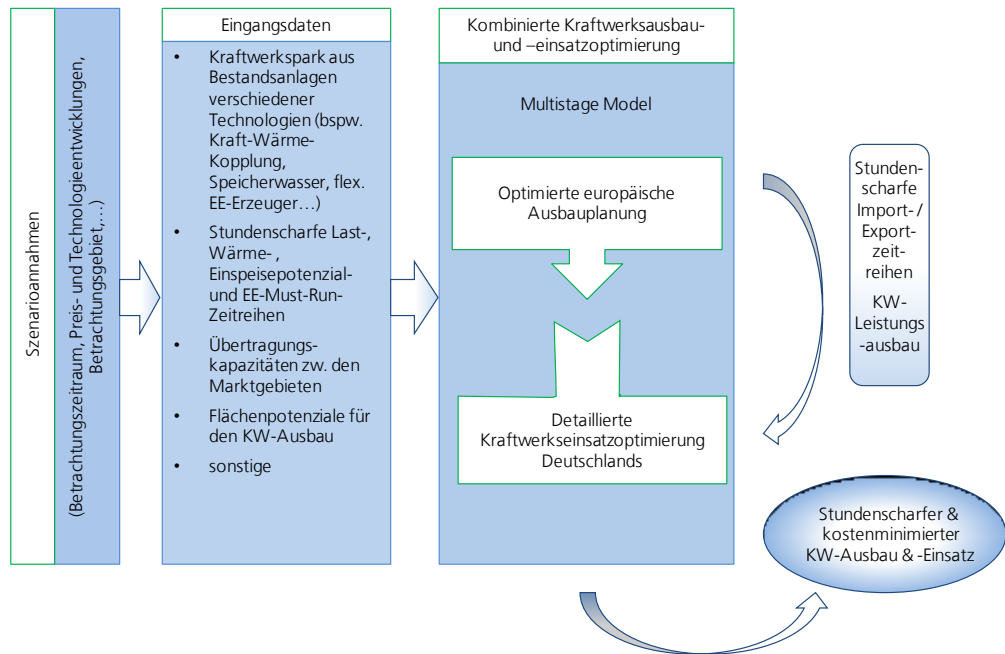 Szenarioannahmen
(Betrachtungszeitraum, Preis- und Technologieentwicklungen,
Betrachtungsgebiet,…)
Eingangsdaten
• Kraftwerkspark aus
Bestandsanlagen
verschiedener
Technologien (bspw.
Kraft-Wärme-
Kopplung,
Speicherwasser, flex.
EE-Erzeuger…)
• Stundenscharfe Last-,
Wärme- ,
Einspeisepotenzial-
und EE-Must-Run-
Zeitreihen
• Übertragungs-
kapazitäten zw. den
Marktgebieten
• Flächenpotenziale für
den KW-Ausbau
• sonstige
Kombinierte Kraftwerksausbau-
und –einsatzoptimierung
Multistage Model
Optimierte europäische
Ausbauplanung
Detaillierte
Kraftwerkseinsatzoptimierung
Deutschlands
Stunden-
scharfe
Import- /
Export-
zeit-
reihen
KW-
Leistungs
-ausbau
Stundenscharfer &
kostenminimierter
KW-Ausbau & -Einsatz